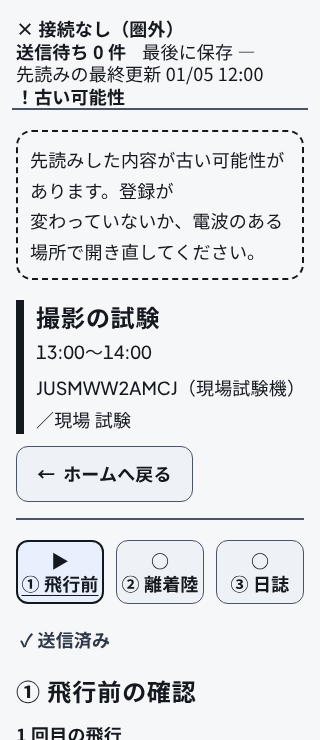 × 接続なし（圏外）
送信待ち 0 件　最後に保存 —
先読みの最終更新 01/05 12:00
！古い可能性
先読みした内容が古い可能性が
あります。登録が
変わっていないか、電波のある
場所で開き直してください。
撮影の試験
13:00〜14:00
JUSMWW2AMCJ（現場試験機）
／現場 試験
← ホームへ戻る
▶ ○ ○
① 飛行前 ② 離着陸 ③ 日誌
✓送信済み
① 飛行前の確認
1 回目の飛行